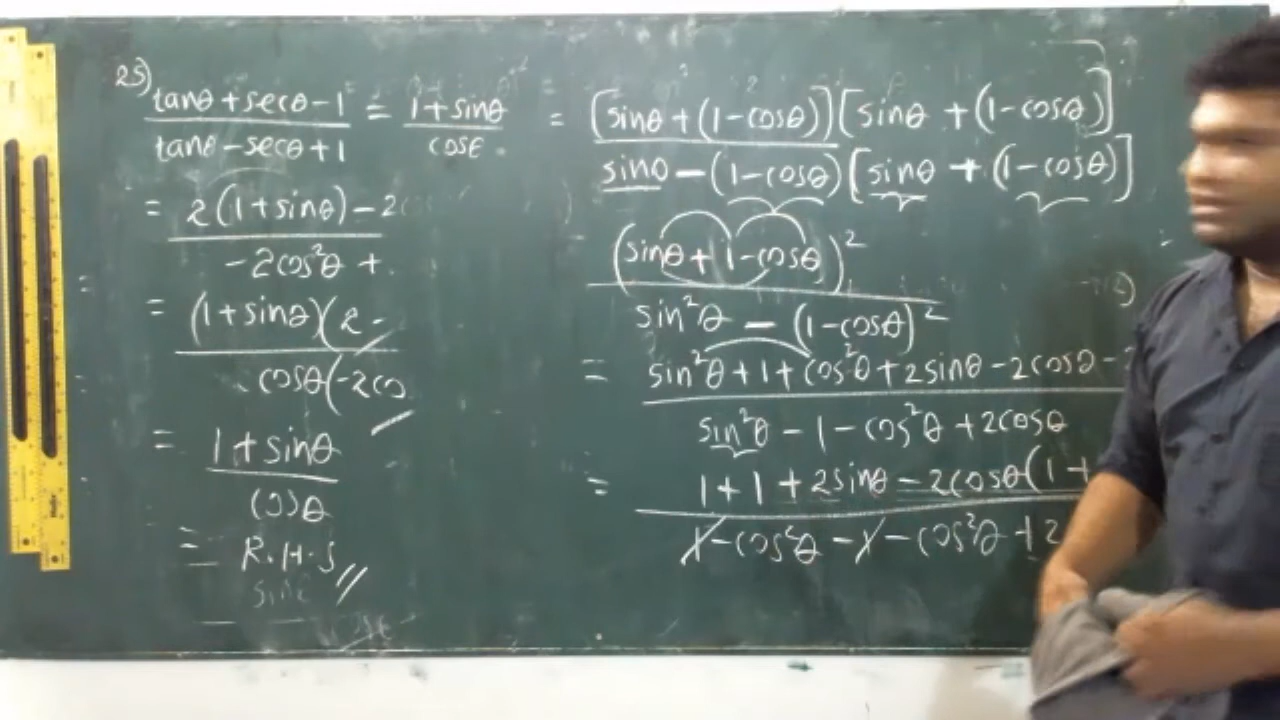 25) tanθ + secθ - 1 / tanθ - secθ + 1 = 1 + sinθ / cosθ
= 2(1+sinθ) - 2 / -2cos²θ +
= (1+sinθ)(2 - / cosθ(-2co
= 1 + sinθ / cosθ
= R.H.S //
= [sinθ + (1-cosθ)][sinθ + (1-cosθ)] / sinθ - (1-cosθ)[sinθ + (1-cosθ)]
(sinθ + 1 - cosθ)² / sin²θ - (1-cosθ)²
= sin²θ + 1 + cos²θ + 2sinθ - 2cosθ - / sin²θ - 1 - cos²θ + 2cosθ
= 1 + 1 + 2sinθ - 2cosθ(1 + / 1 - cos²θ - 1 - cos²θ + 2